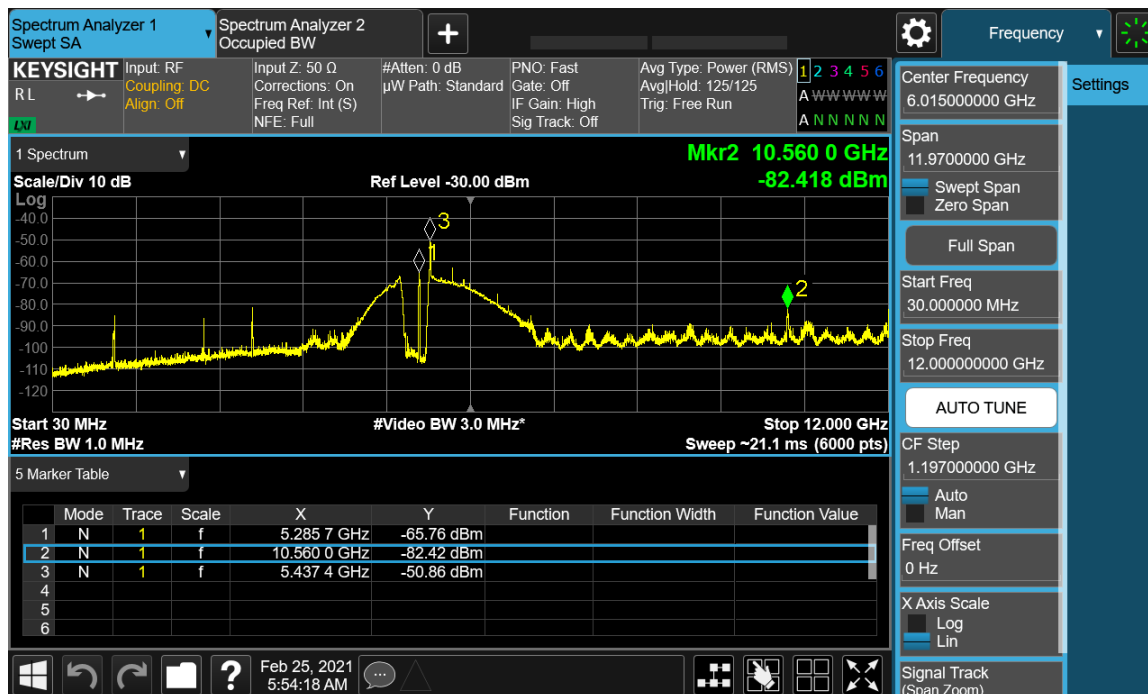 Spectrum Analyzer 1
Swept SA
Spectrum Analyzer 2
Occupied BW
Frequency
KEYSIGHT
R L
LXI
Input: RF
Coupling: DC
Align: Off
Input Z: 50 Ω
Corrections: On
Freq Ref: Int (S)
NFE: Full
#Atten: 0 dB
µW Path: Standard
PNO: Fast
Gate: Off
IF Gain: High
Sig Track: Off
Avg Type: Power (RMS)
Avg|Hold: 125/125
Trig: Free Run
1 2 3 4 5 6
A W W W W W
A N N N N N
1 Spectrum
Mkr2 10.560 0 GHz
Scale/Div 10 dB
Ref Level -30.00 dBm
-82.418 dBm
Log
-40.0
-50.0
-60.0
-70.0
-80.0
-90.0
-100
-110
-120
3
1
2
Start 30 MHz
#Video BW 3.0 MHz*
Stop 12.000 GHz
#Res BW 1.0 MHz
Sweep ~21.1 ms (6000 pts)
5 Marker Table
Mode Trace Scale X Y Function Function Width Function Value
1 N 1 f 5.285 7 GHz -65.76 dBm
2 N 1 f 10.560 0 GHz -82.42 dBm
3 N 1 f 5.437 4 GHz -50.86 dBm
4
5
6
Feb 25, 2021
5:54:18 AM
Center Frequency
6.015000000 GHz
Span
11.9700000 GHz
Swept Span
Zero Span
Full Span
Start Freq
30.000000 MHz
Stop Freq
12.000000000 GHz
AUTO TUNE
CF Step
1.197000000 GHz
Auto
Man
Freq Offset
0 Hz
X Axis Scale
Log
Lin
Signal Track
(Span Zoom)
Settings